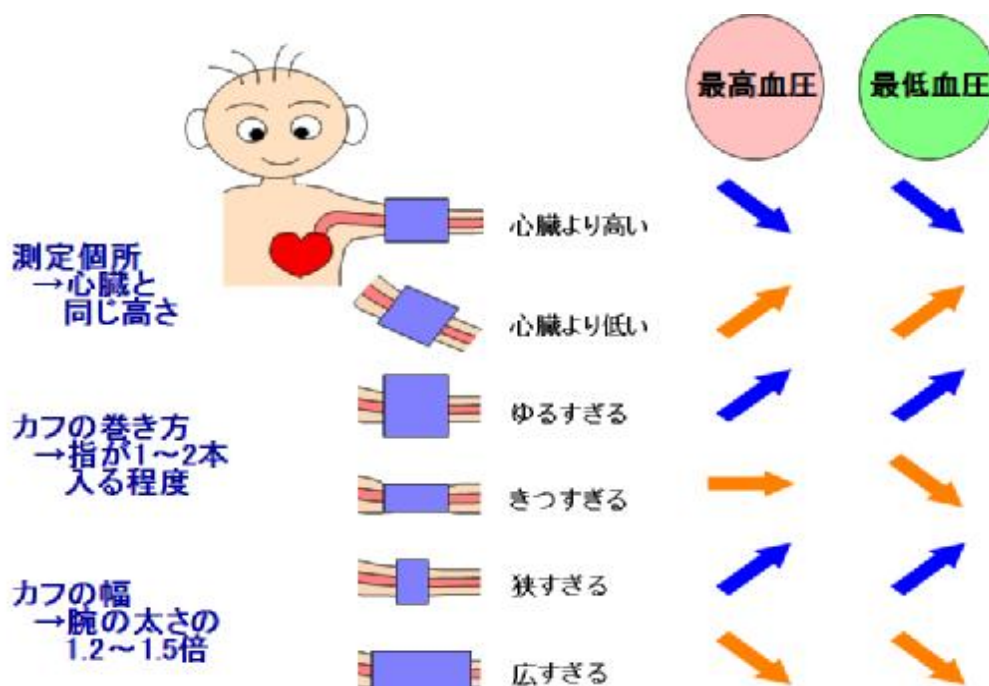 最高血圧
最低血圧
心臓より高い
測定個所
→心臓と
同じ高さ
心臓より低い
カフの巻き方
→指が1～2本
入る程度
ゆるすぎる
きつすぎる
カフの幅
→腕の太さの
1.2～1.5倍
狭すぎる
広すぎる